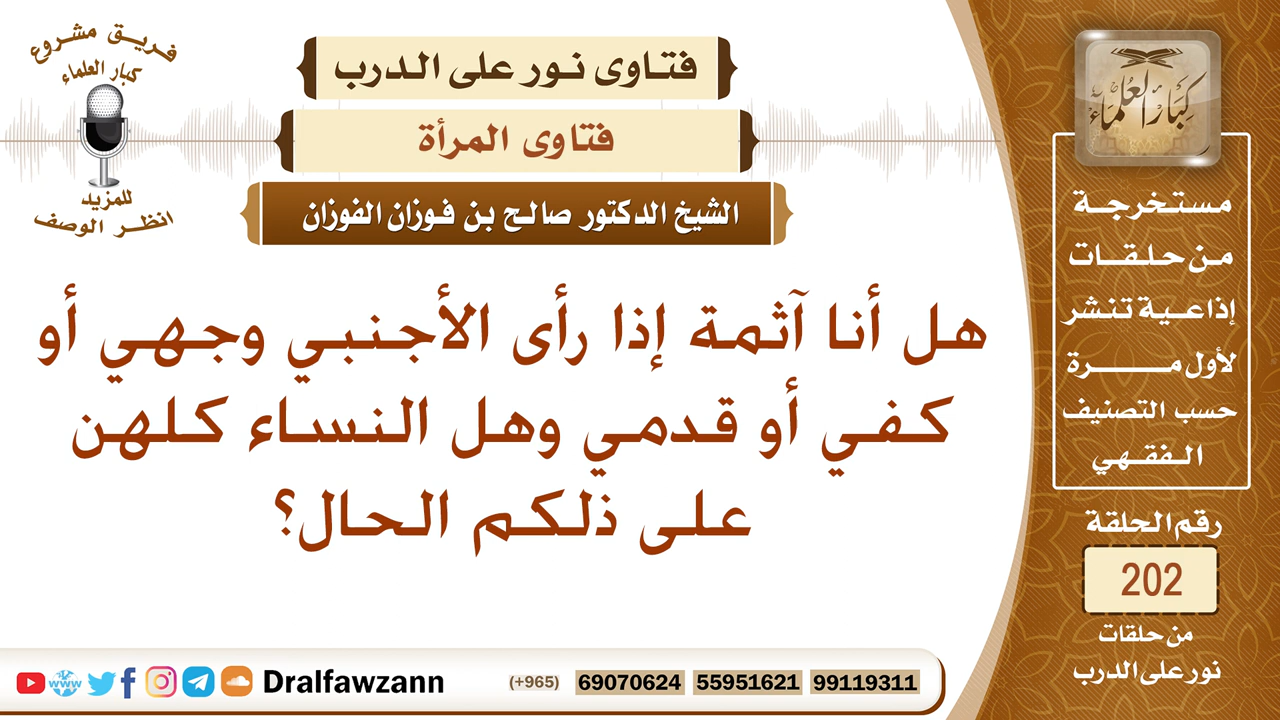 فريق مشروع
كبار العلماء
للمزيد
انظر الوصف
فتاوى نور على الدرب
فتاوى المرأة
الشيخ الدكتور صالح بن فوزان الفوزان
هل أنا آثمة إذا رأى الأجنبي وجهي أو
كفي أو قدمي وهل النساء كلهن
على ذلكم الحال؟
كبار العلماء
مستخرجة
من حلقات
إذاعية تنشر
لأول مرة
حسب التصنيف
الفقهي
رقم الحلقة
202
من حلقات
نور على الدرب
www Dralfawzann (+965) 69070624 55951621 99119311